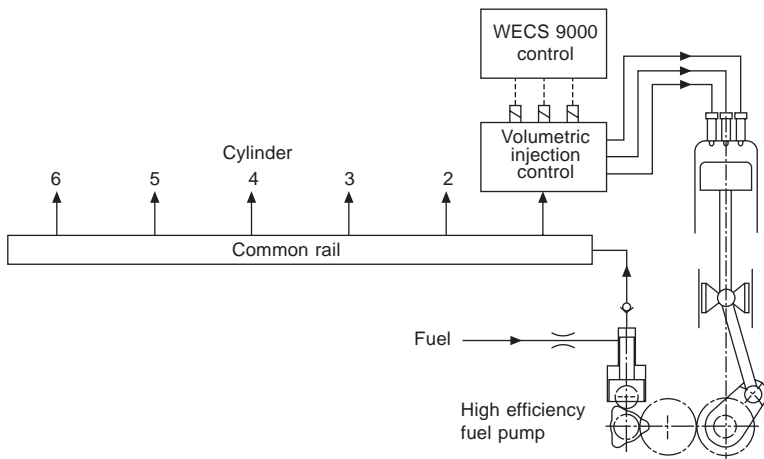 WECS 9000
control
Volumetric
injection
control
Cylinder
6 5 4 3 2
Common rail
Fuel
High efficiency
fuel pump